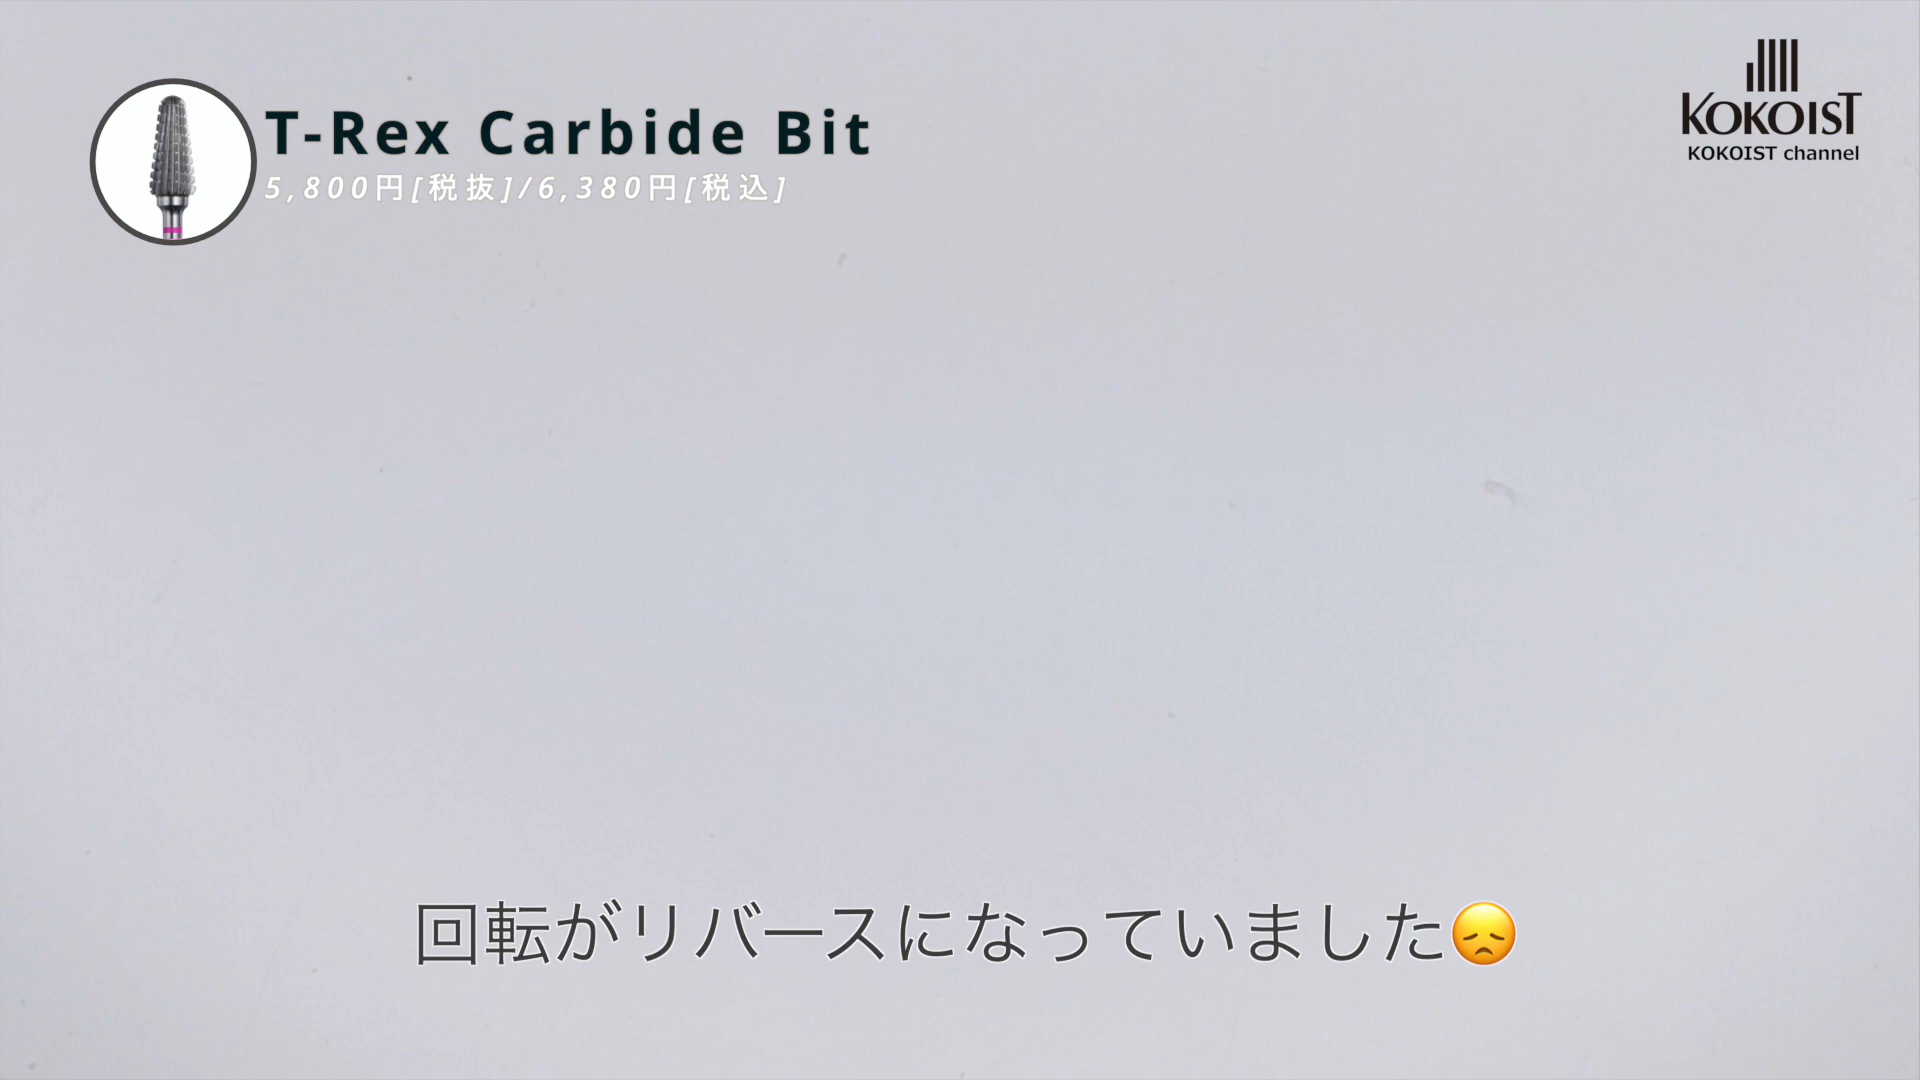 T-Rex Carbide Bit
5,800円[税抜]/6,380円[税込]
KOKOIST
KOKOIST channel
回転がリバースになっていました😞